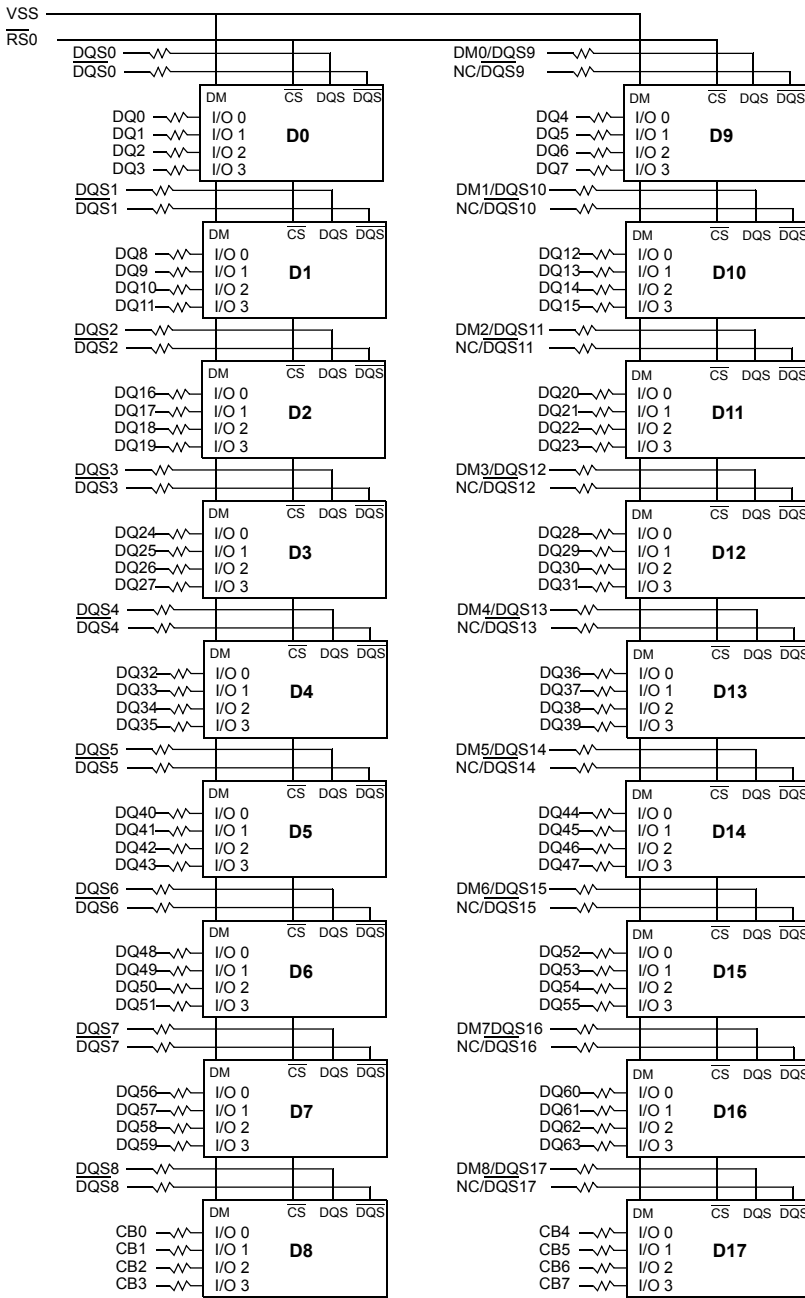 VSS
RS0
DQS0
DQS0
DM CS DQS DQS
DQ0 I/O 0
DQ1 I/O 1
DQ2 I/O 2
DQ3 I/O 3
D0
DQS1
DQS1
DM CS DQS DQS
DQ8 I/O 0
DQ9 I/O 1
DQ10 I/O 2
DQ11 I/O 3
D1
DQS2
DQS2
DM CS DQS DQS
DQ16 I/O 0
DQ17 I/O 1
DQ18 I/O 2
DQ19 I/O 3
D2
DQS3
DQS3
DM CS DQS DQS
DQ24 I/O 0
DQ25 I/O 1
DQ26 I/O 2
DQ27 I/O 3
D3
DQS4
DQS4
DM CS DQS DQS
DQ32 I/O 0
DQ33 I/O 1
DQ34 I/O 2
DQ35 I/O 3
D4
DQS5
DQS5
DM CS DQS DQS
DQ40 I/O 0
DQ41 I/O 1
DQ42 I/O 2
DQ43 I/O 3
D5
DQS6
DQS6
DM CS DQS DQS
DQ48 I/O 0
DQ49 I/O 1
DQ50 I/O 2
DQ51 I/O 3
D6
DQS7
DQS7
DM CS DQS DQS
DQ56 I/O 0
DQ57 I/O 1
DQ58 I/O 2
DQ59 I/O 3
D7
DQS8
DQS8
DM CS DQS DQS
CB0 I/O 0
CB1 I/O 1
CB2 I/O 2
CB3 I/O 3
D8
DM0/DQS9
NC/DQS9
DM CS DQS DQS
DQ4 I/O 0
DQ5 I/O 1
DQ6 I/O 2
DQ7 I/O 3
D9
DM1/DQS10
NC/DQS10
DM CS DQS DQS
DQ12 I/O 0
DQ13 I/O 1
DQ14 I/O 2
DQ15 I/O 3
D10
DM2/DQS11
NC/DQS11
DM CS DQS DQS
DQ20 I/O 0
DQ21 I/O 1
DQ22 I/O 2
DQ23 I/O 3
D11
DM3/DQS12
NC/DQS12
DM CS DQS DQS
DQ28 I/O 0
DQ29 I/O 1
DQ30 I/O 2
DQ31 I/O 3
D12
DM4/DQS13
NC/DQS13
DM CS DQS DQS
DQ36 I/O 0
DQ37 I/O 1
DQ38 I/O 2
DQ39 I/O 3
D13
DM5/DQS14
NC/DQS14
DM CS DQS DQS
DQ44 I/O 0
DQ45 I/O 1
DQ46 I/O 2
DQ47 I/O 3
D14
DM6/DQS15
NC/DQS15
DM CS DQS DQS
DQ52 I/O 0
DQ53 I/O 1
DQ54 I/O 2
DQ55 I/O 3
D15
DM7DQS16
NC/DQS16
DM CS DQS DQS
DQ60 I/O 0
DQ61 I/O 1
DQ62 I/O 2
DQ63 I/O 3
D16
DM8/DQS17
NC/DQS17
DM CS DQS DQS
CB4 I/O 0
CB5 I/O 1
CB6 I/O 2
CB7 I/O 3
D17